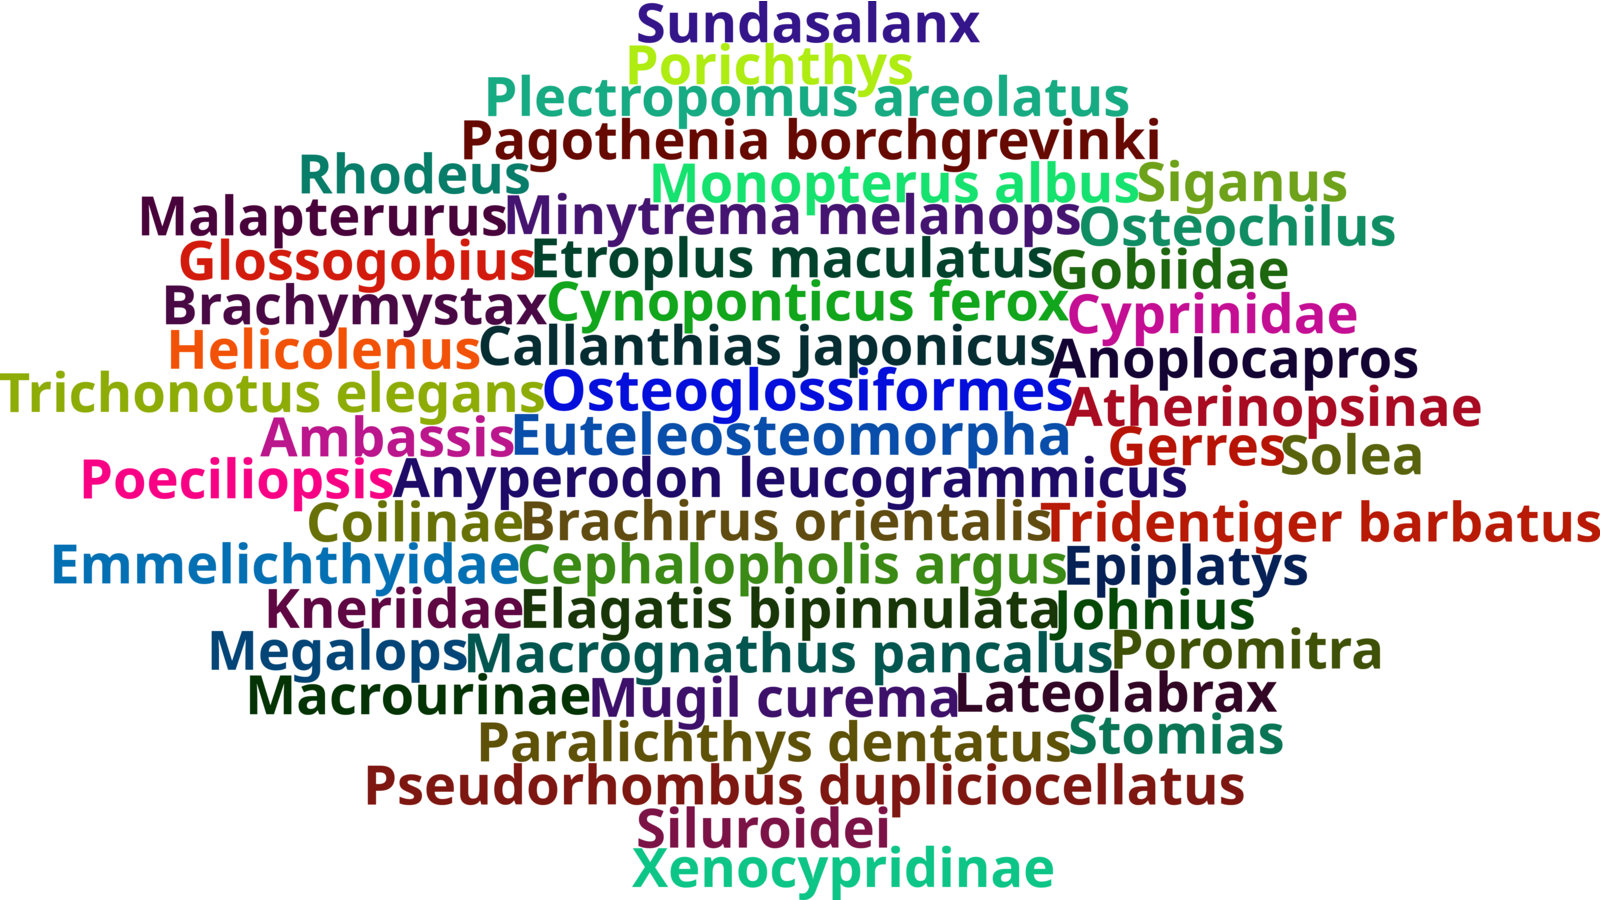 Sundasalanx
Porichthys
Plectropomus areolatus
Pagothenia borchgrevinki
Rhodeus Monopterus albus Siganus
Malapterurus Minytrema melanops Osteochilus
Glossogobius Etroplus maculatus Gobiidae
Brachymystax Cynoponticus ferox Cyprinidae
Helicolenus Callanthias japonicus Anoplocapros
Trichonotus elegans Osteoglossiformes Atherinopsinae
Ambassis Euteleosteomorpha Gerres Solea
Poeciliopsis Anyperodon leucogrammicus
Coilinae Brachirus orientalis Tridentiger barbatus
Emmelichthyidae Cephalopholis argus Epiplatys
Kneriidae Elagatis bipinnulata Johnius
Megalops Macrognathus pancalus Poromitra
Macrourinae Mugil curema Lateolabrax
Paralichthys dentatus Stomias
Pseudorhombus dupliciocellatus
Siluroidei
Xenocypridinae